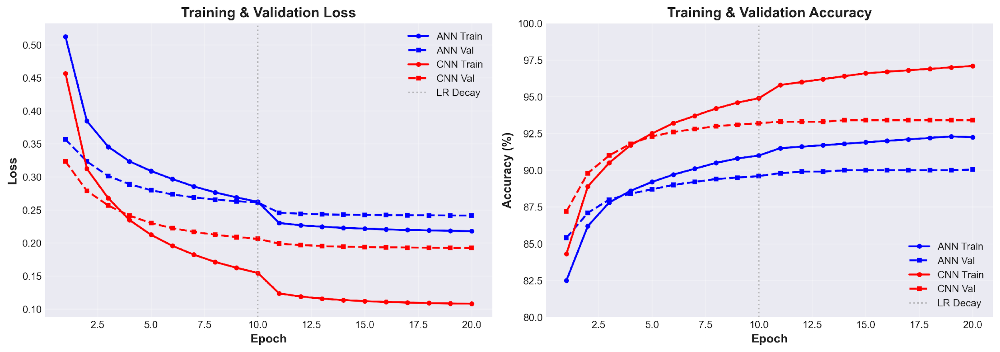 Training & Validation Loss
0.50
0.45
0.40
0.35
0.30
0.25
0.20
0.15
0.10
Loss
ANN Train
ANN Val
CNN Train
CNN Val
LR Decay
2.5 5.0 7.5 10.0 12.5 15.0 17.5 20.0
Epoch
Training & Validation Accuracy
100.0
97.5
95.0
92.5
90.0
87.5
85.0
82.5
80.0
Accuracy (%)
ANN Train
ANN Val
CNN Train
CNN Val
LR Decay
2.5 5.0 7.5 10.0 12.5 15.0 17.5 20.0
Epoch